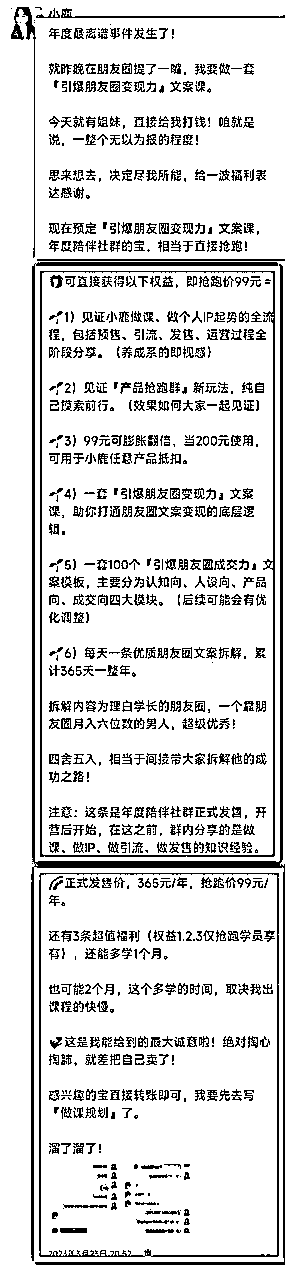 小鹿
年度最离谱事件发生了！
就昨晚在朋友圈提了一嘴，我要做一套
『引爆朋友圈变现力』文案课。
今天就有姐妹，直接给我打钱！咱就是
说，一整个无以为报的程度！
思来想去，决定尽我所能，给一波福利表
达感谢。
现在预定『引爆朋友圈变现力』文案课，
年度陪伴社群的宝，相当于直接抢跑！
可直接获得以下权益，即抢跑价99元=
1）见证小鹿做课、做个人IP起势的全流
程，包括预售、引流、发售、运营过程全
阶段分享。（养成系的即视感）
2）见证『产品抢跑群』新玩法，纯自
己摸索前行。（效果如何大家一起见证）
3）99元可膨胀翻倍，当200元使用，
可用于小鹿任意产品抵扣。
4）一套『引爆朋友圈变现力』文案
课，助你打通朋友圈文案变现的底层逻
辑。
5）一套100个『引爆朋友圈成交力』文
案模板，主要分为认知向、人设向、产品
向、成交向四大模块。（后续可能会有优
化调整）
6）每天一条优质朋友圈文案拆解，累
计365天一整年。
拆解内容为理白学长的朋友圈，一个靠朋
友圈月入六位数的男人，超级优秀！
四舍五入，相当于间接带大家拆解他的成
功之路！
注意：这条是年度陪伴社群正式发售，开
营后开始，在这之前，群内分享的是做
课、做IP、做引流、做发售的知识经验。
正式发售价，365元/年，抢跑价99元/
年。
还有3条超值福利（权益1.2.3仅抢跑学员享
有），还能多学1个月。
也可能2个月，这个多学的时间，取决我出
课程的快慢。
这是我能给到的最大诚意啦！绝对掏心
掏肺，就差把自己卖了！
感兴趣的宝直接转账即可，我要先去写
『做课规划』了。
溜了溜了！
2023年3月23日 20:52